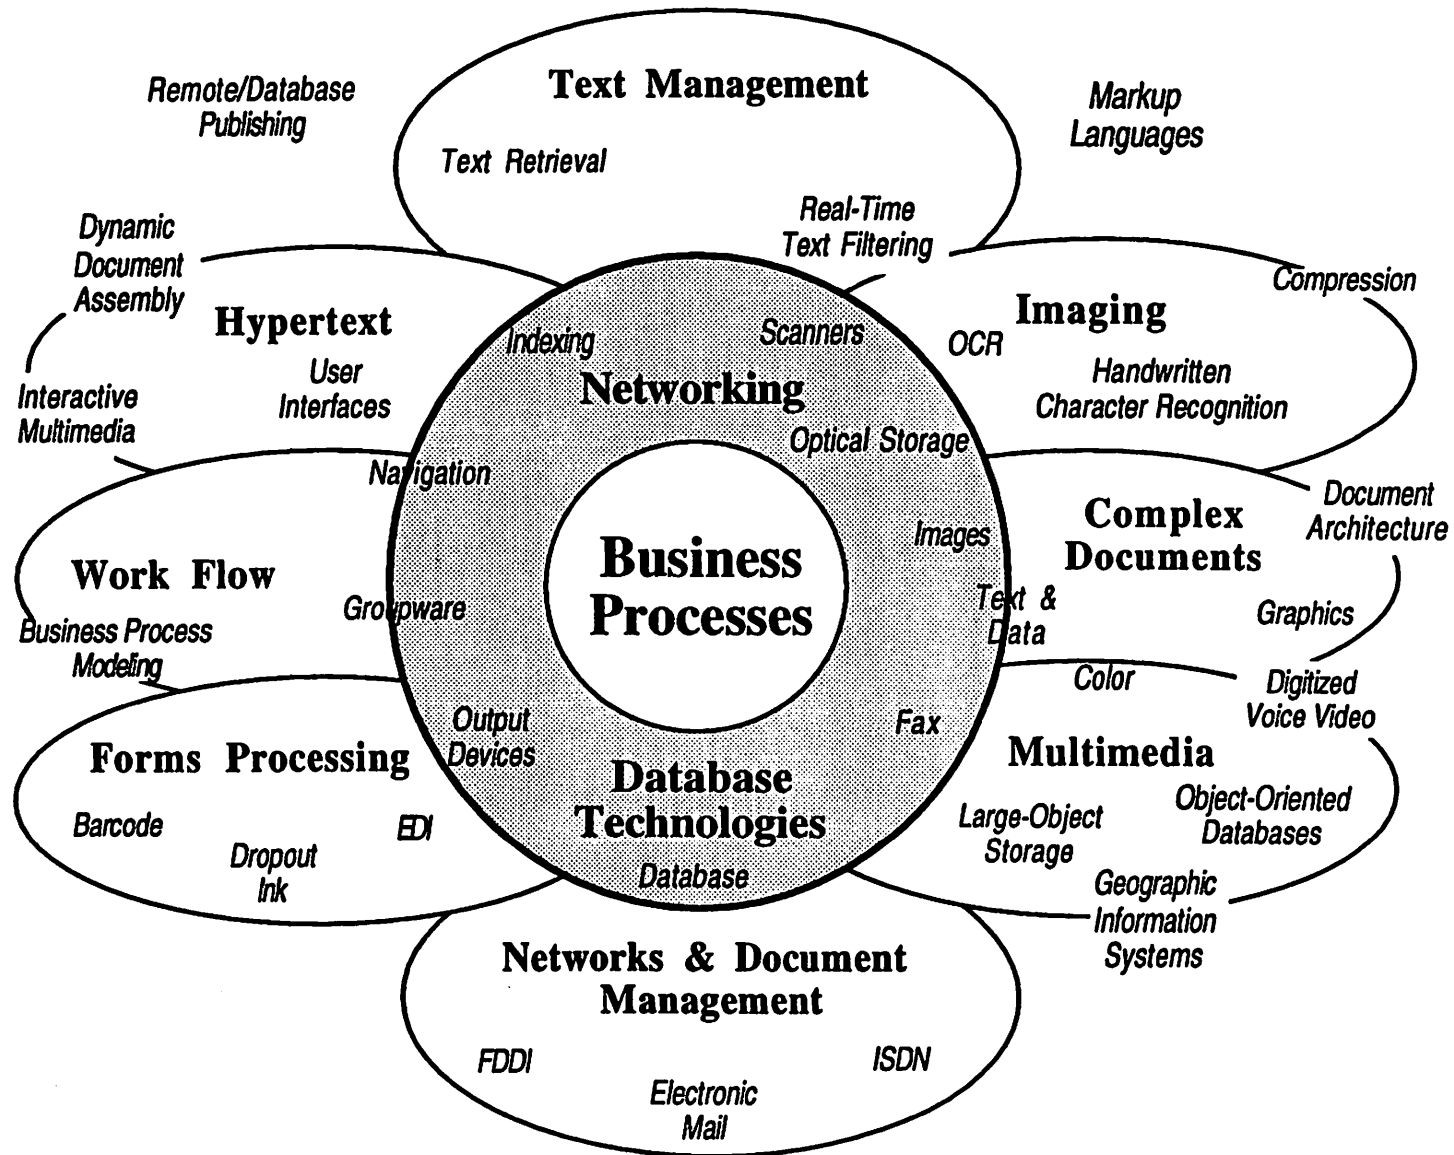 Text Management
Remote/Database
Publishing
Markup
Languages
Text Retrieval
Real-Time
Text Filtering
Dynamic
Document
Assembly
Hypertext
User
Interfaces
Interactive
Multimedia
Indexing
Scanners
Networking
Optical Storage
OCR
Imaging
Compression
Handwritten
Character Recognition
Navigation
Work Flow
Groupware
Business Process
Modeling
Business
Processes
Images
Text &
Data
Complex
Documents
Document
Architecture
Graphics
Color
Digitized
Voice Video
Output
Devices
Fax
Forms Processing
Barcode
EDI
Dropout
Ink
Database
Technologies
Database
Multimedia
Large-Object
Storage
Object-Oriented
Databases
Geographic
Information
Systems
Networks & Document
Management
FDDI
ISDN
Electronic
Mail